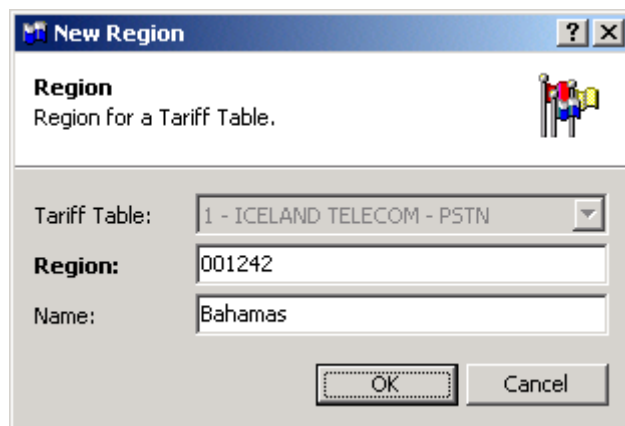 New Region
Region
Region for a Tariff Table.
Tariff Table: 1 - ICELAND TELECOM - PSTN
Region: 001242
Name: Bahamas
OK Cancel